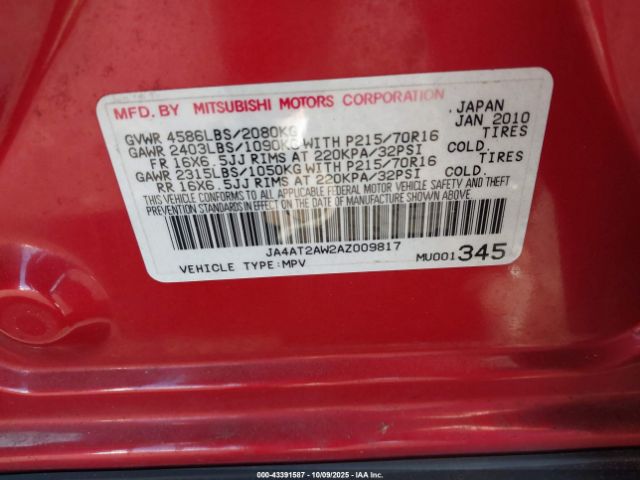 MFD. BY MITSUBISHI MOTORS CORPORATION JAPAN
GVWR 4586LBS/2080KG JAN 2010
GAWR 2403LBS/1090KG WITH P215/70R16 TIRES
FR 16X6.5JJ RIMS AT 220KPA/32PSI COLD.
GAWR 2315LBS/1050KG WITH P215/70R16 TIRES
RR 16X6.5JJ RIMS AT 220KPA/32PSI COLD.
THIS VEHICLE CONFORMS TO ALL APPLICABLE FEDERAL MOTOR VEHICLE SAFETY AND THEFT
PREVENTION STANDARDS IN EFFECT ON THE DATE OF MANUFACTURE SHOWN ABOVE.
JA4AT2AW2AZ009817
VEHICLE TYPE:MPV MU001345
000-43391587 | 10/09/2025 | IAA Inc.